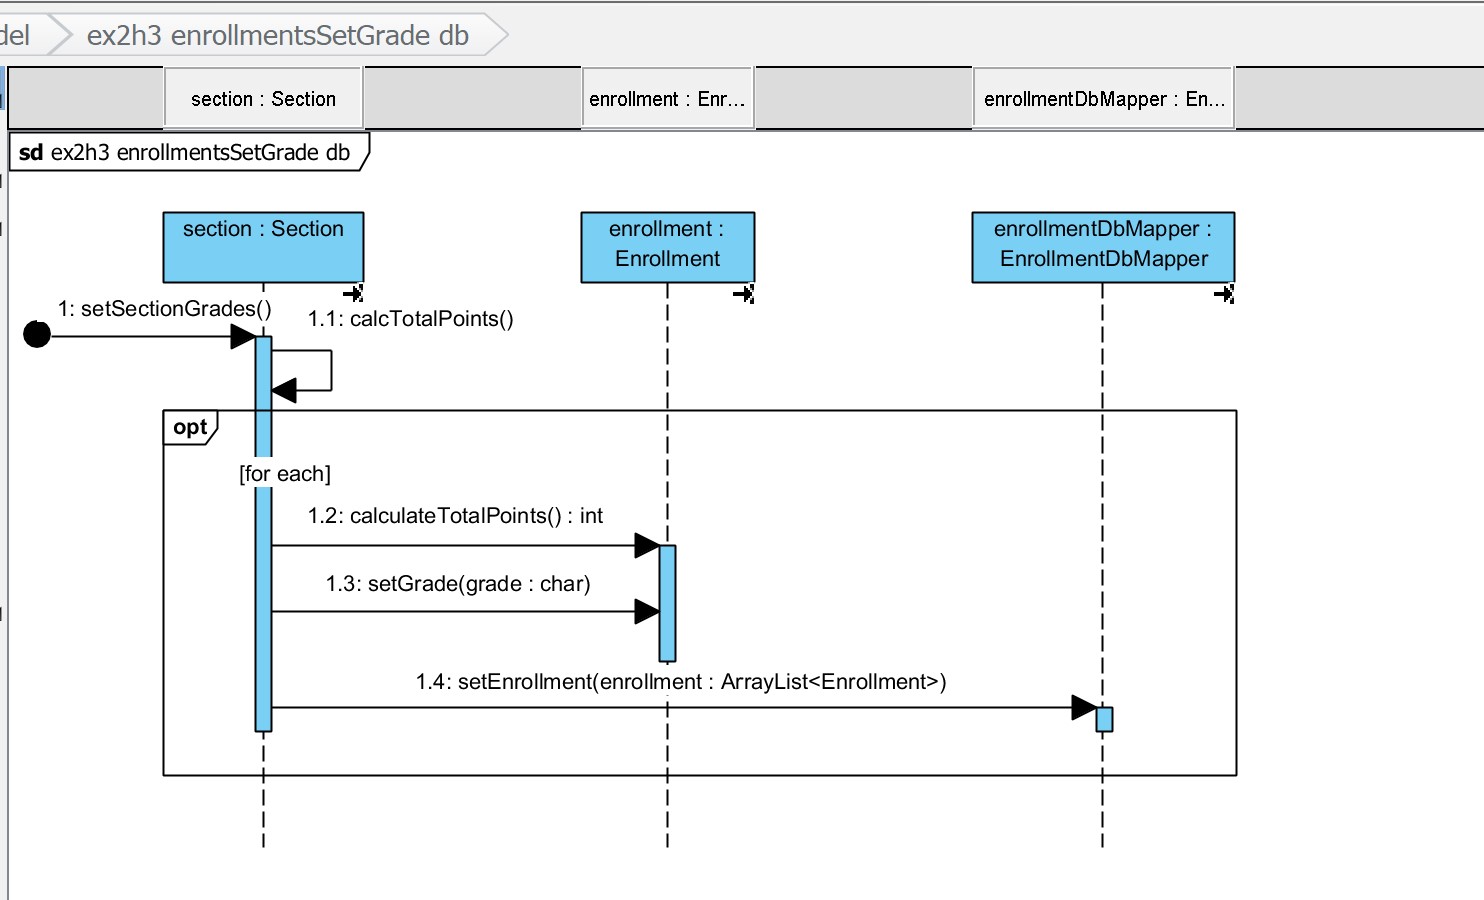 del
ex2h3 enrollmentsSetGrade db
section : Section
enrollment : Enr...
enrollmentDbMapper : En...
sd ex2h3 enrollmentsSetGrade db
section : Section
enrollment :
Enrollment
enrollmentDbMapper :
EnrollmentDbMapper
1: setSectionGrades()
1.1: calcTotalPoints()
opt
[for each]
1.2: calculateTotalPoints() : int
1.3: setGrade(grade : char)
1.4: setEnrollment(enrollment : ArrayList<Enrollment>)